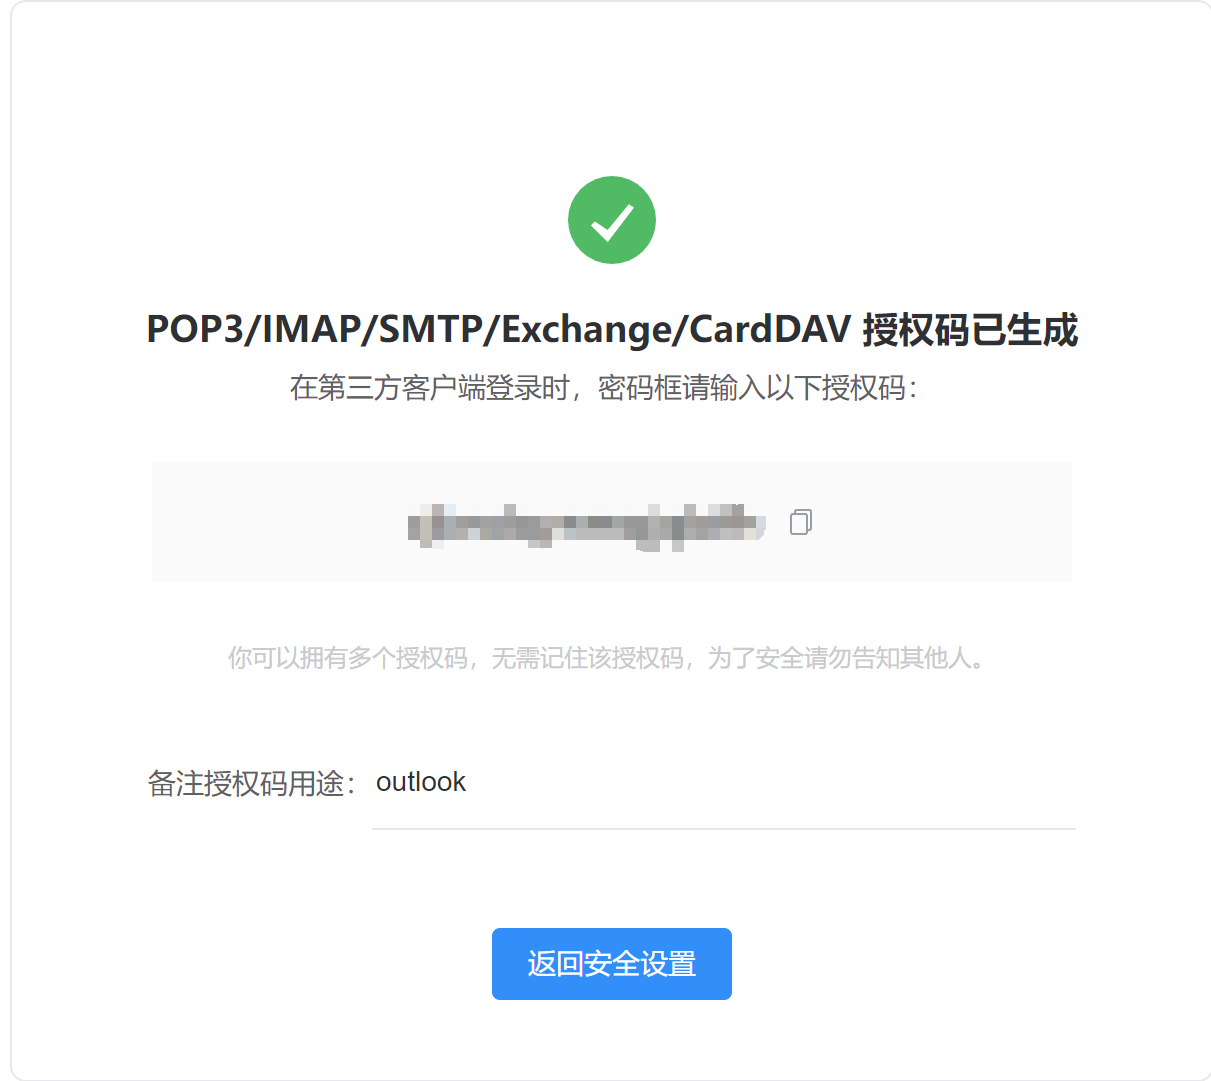 POP3/IMAP/SMTP/Exchange/CardDAV 授权码已生成
在第三方客户端登录时，密码框请输入以下授权码：
你可以拥有多个授权码，无需记住该授权码，为了安全请勿告知其他人。
备注授权码用途：outlook
返回安全设置